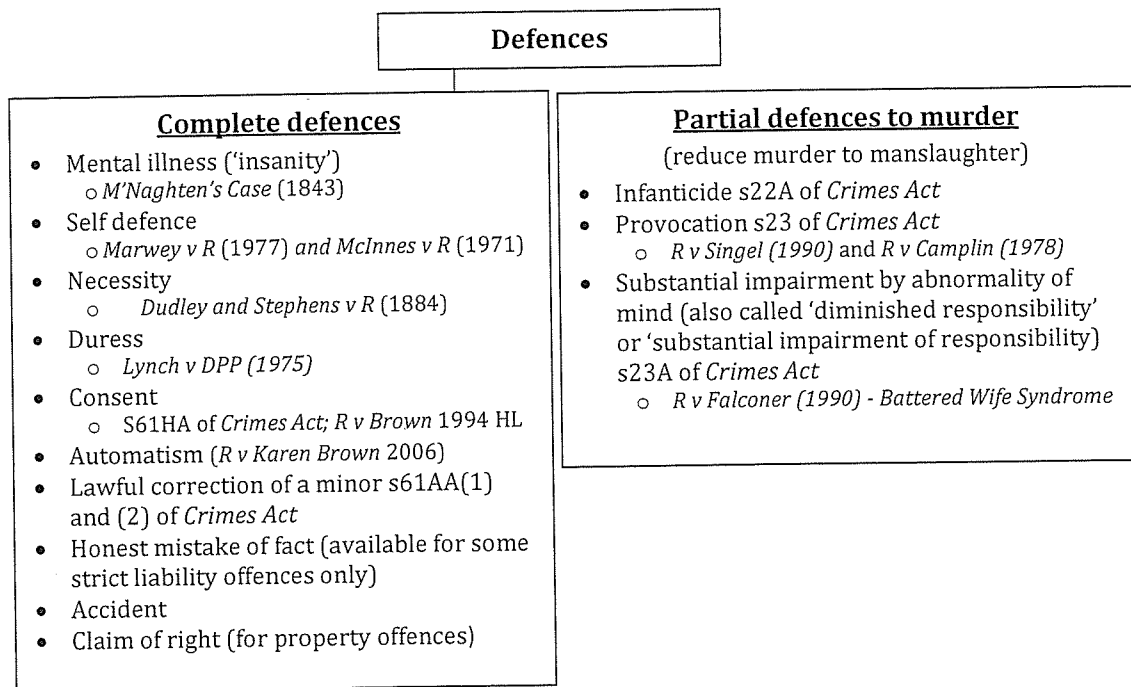 Defences
Complete defences
• Mental illness ('insanity')
o M'Naghten's Case (1843)
• Self defence
o Marwey v R (1977) and McInnes v R (1971)
• Necessity
o Dudley and Stephens v R (1884)
• Duress
o Lynch v DPP (1975)
• Consent
o S61HA of Crimes Act; R v Brown 1994 HL
• Automatism (R v Karen Brown 2006)
• Lawful correction of a minor s61AA(1)
and (2) of Crimes Act
• Honest mistake of fact (available for some
strict liability offences only)
• Accident
• Claim of right (for property offences)
Partial defences to murder
(reduce murder to manslaughter)
• Infanticide s22A of Crimes Act
• Provocation s23 of Crimes Act
o R v Singel (1990) and R v Camplin (1978)
• Substantial impairment by abnormality of
mind (also called 'diminished responsibility'
or 'substantial impairment of responsibility)
s23A of Crimes Act
o R v Falconer (1990) - Battered Wife Syndrome